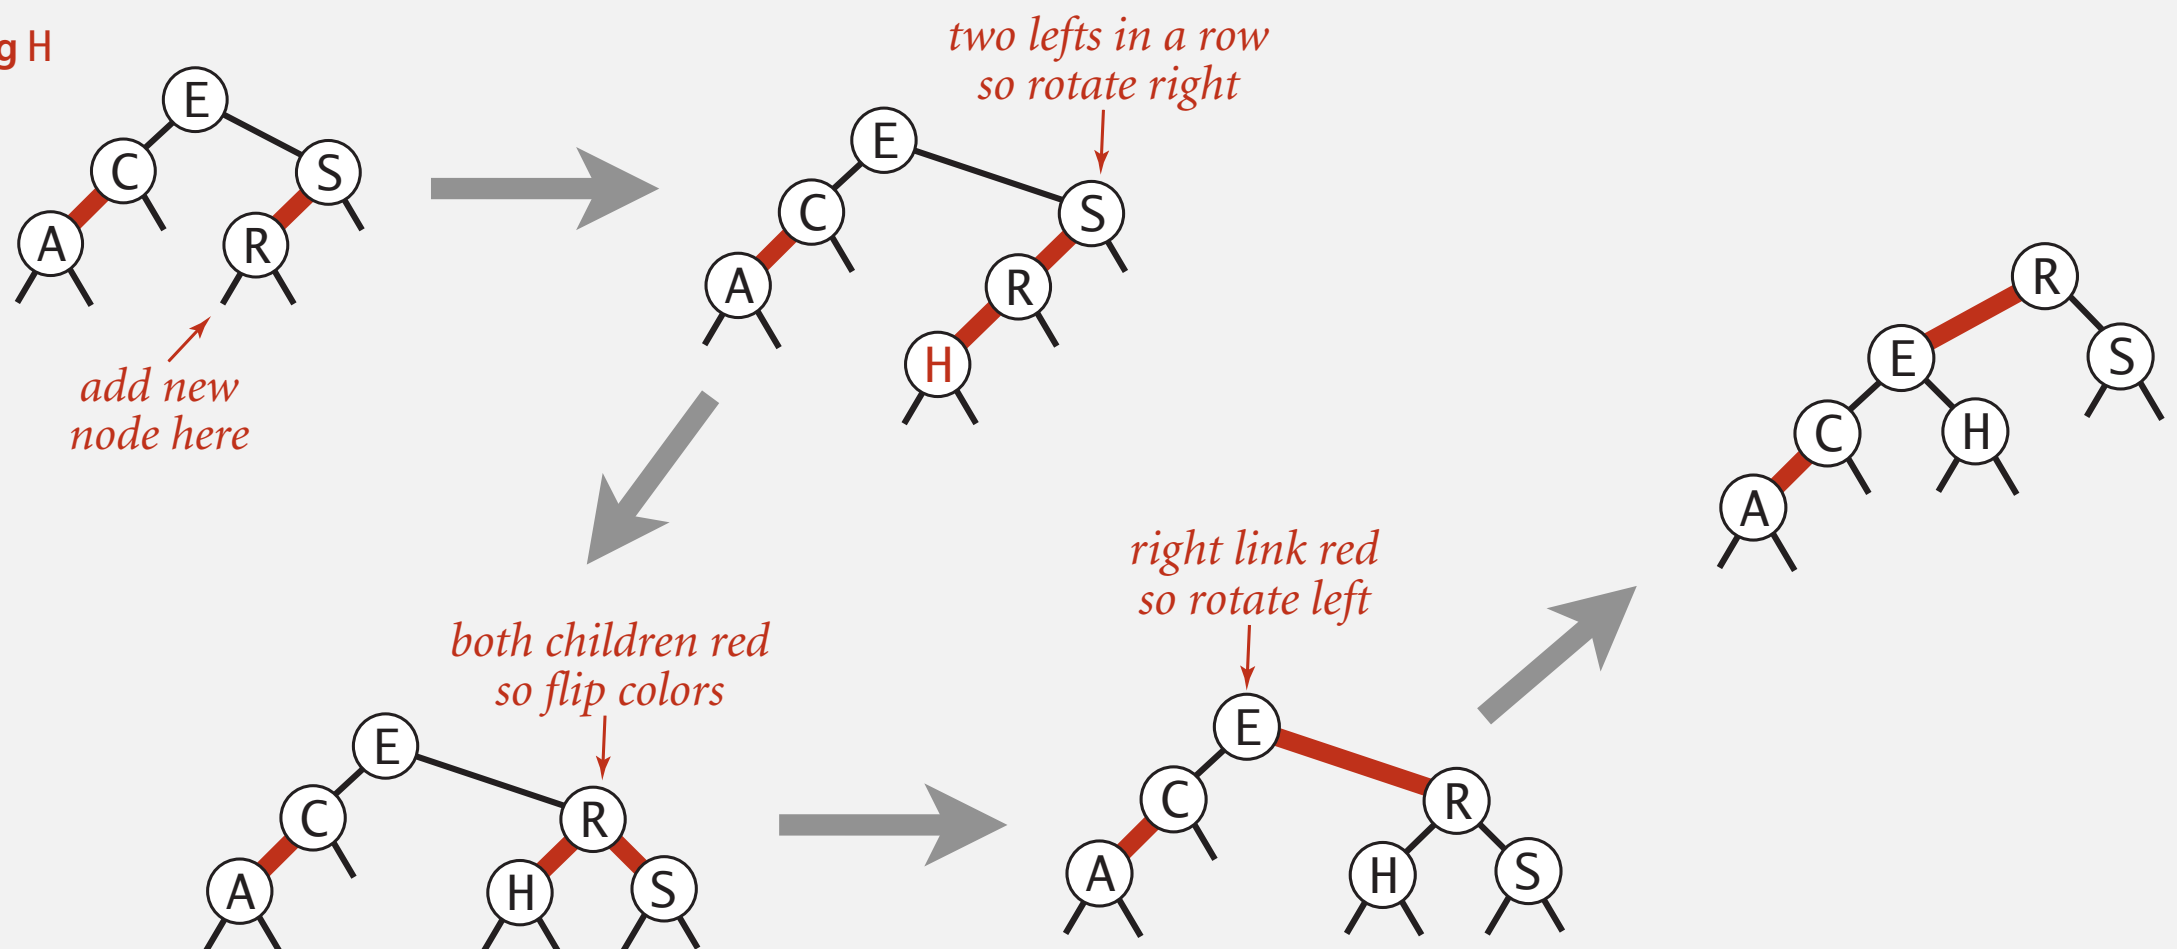 g H
E
C
S
A
R
add new
node here
two lefts in a row
so rotate right
E
C
S
A
R
H
both children red
so flip colors
E
C
R
A
H
S
right link red
so rotate left
E
C
R
A
H
S
R
E
S
C
H
A